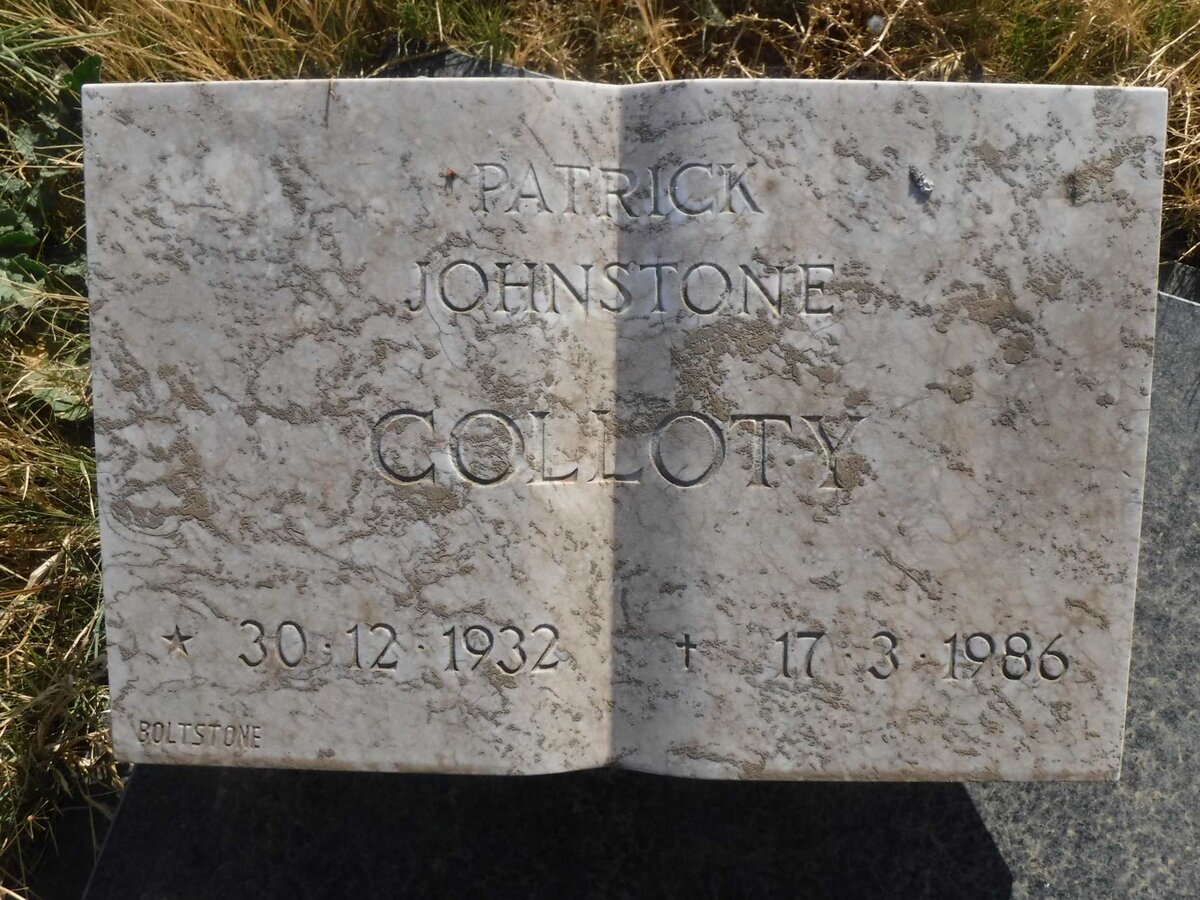 PATRICK
JOHNSTONE
COLLOTY
★ 30·12·1932 † 17·3·1986
BOLTSTONE